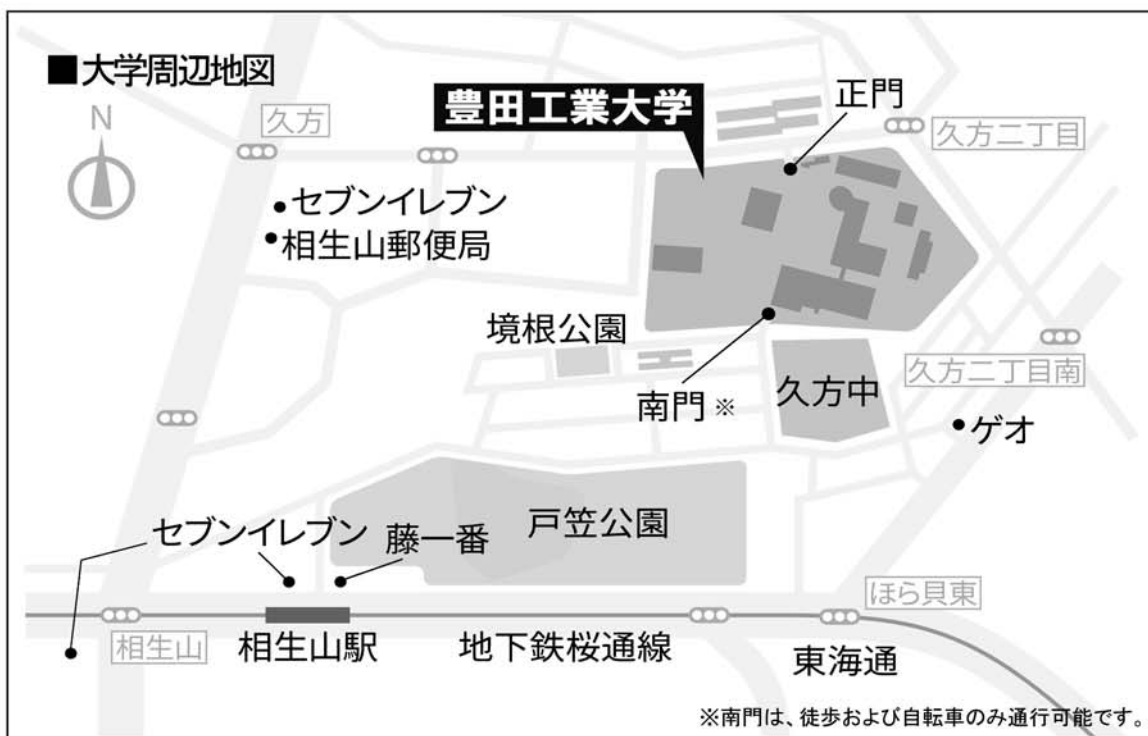 ■大学周辺地図
N
久方
豊田工業大学
正門
久方二丁目
セブンイレブン
相生山郵便局
境根公園
南門※
久方中
久方二丁目南
ゲオ
セブンイレブン
藤一番
戸笠公園
ほら貝東
相生山
相生山駅
地下鉄桜通線
東海通
※南門は、徒歩および自転車のみ通行可能です。